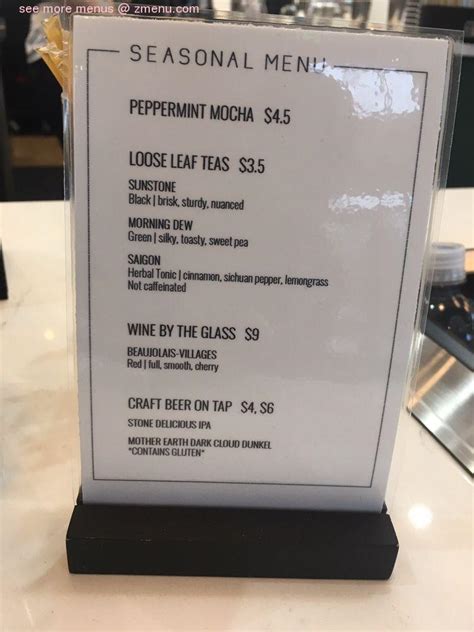 see more menus @ zmenu.com
SEASONAL MENU
PEPPERMINT MOCHA $4.5
LOOSE LEAF TEAS $3.5
SUNSTONE
Black | brisk, sturdy, nuanced
MORNING DEW
Green | silky, toasty, sweet pea
SAIGON
Herbal Tonic | cinnamon, sichuan pepper, lemongrass
Not caffeinated
WINE BY THE GLASS $9
BEAUJOLAIS-VILLAGES
Red | full, smooth, cherry
CRAFT BEER ON TAP $4, $6
STONE DELICIOUS IPA
MOTHER EARTH DARK CLOUD DUNKEL
*CONTAINS GLUTEN*